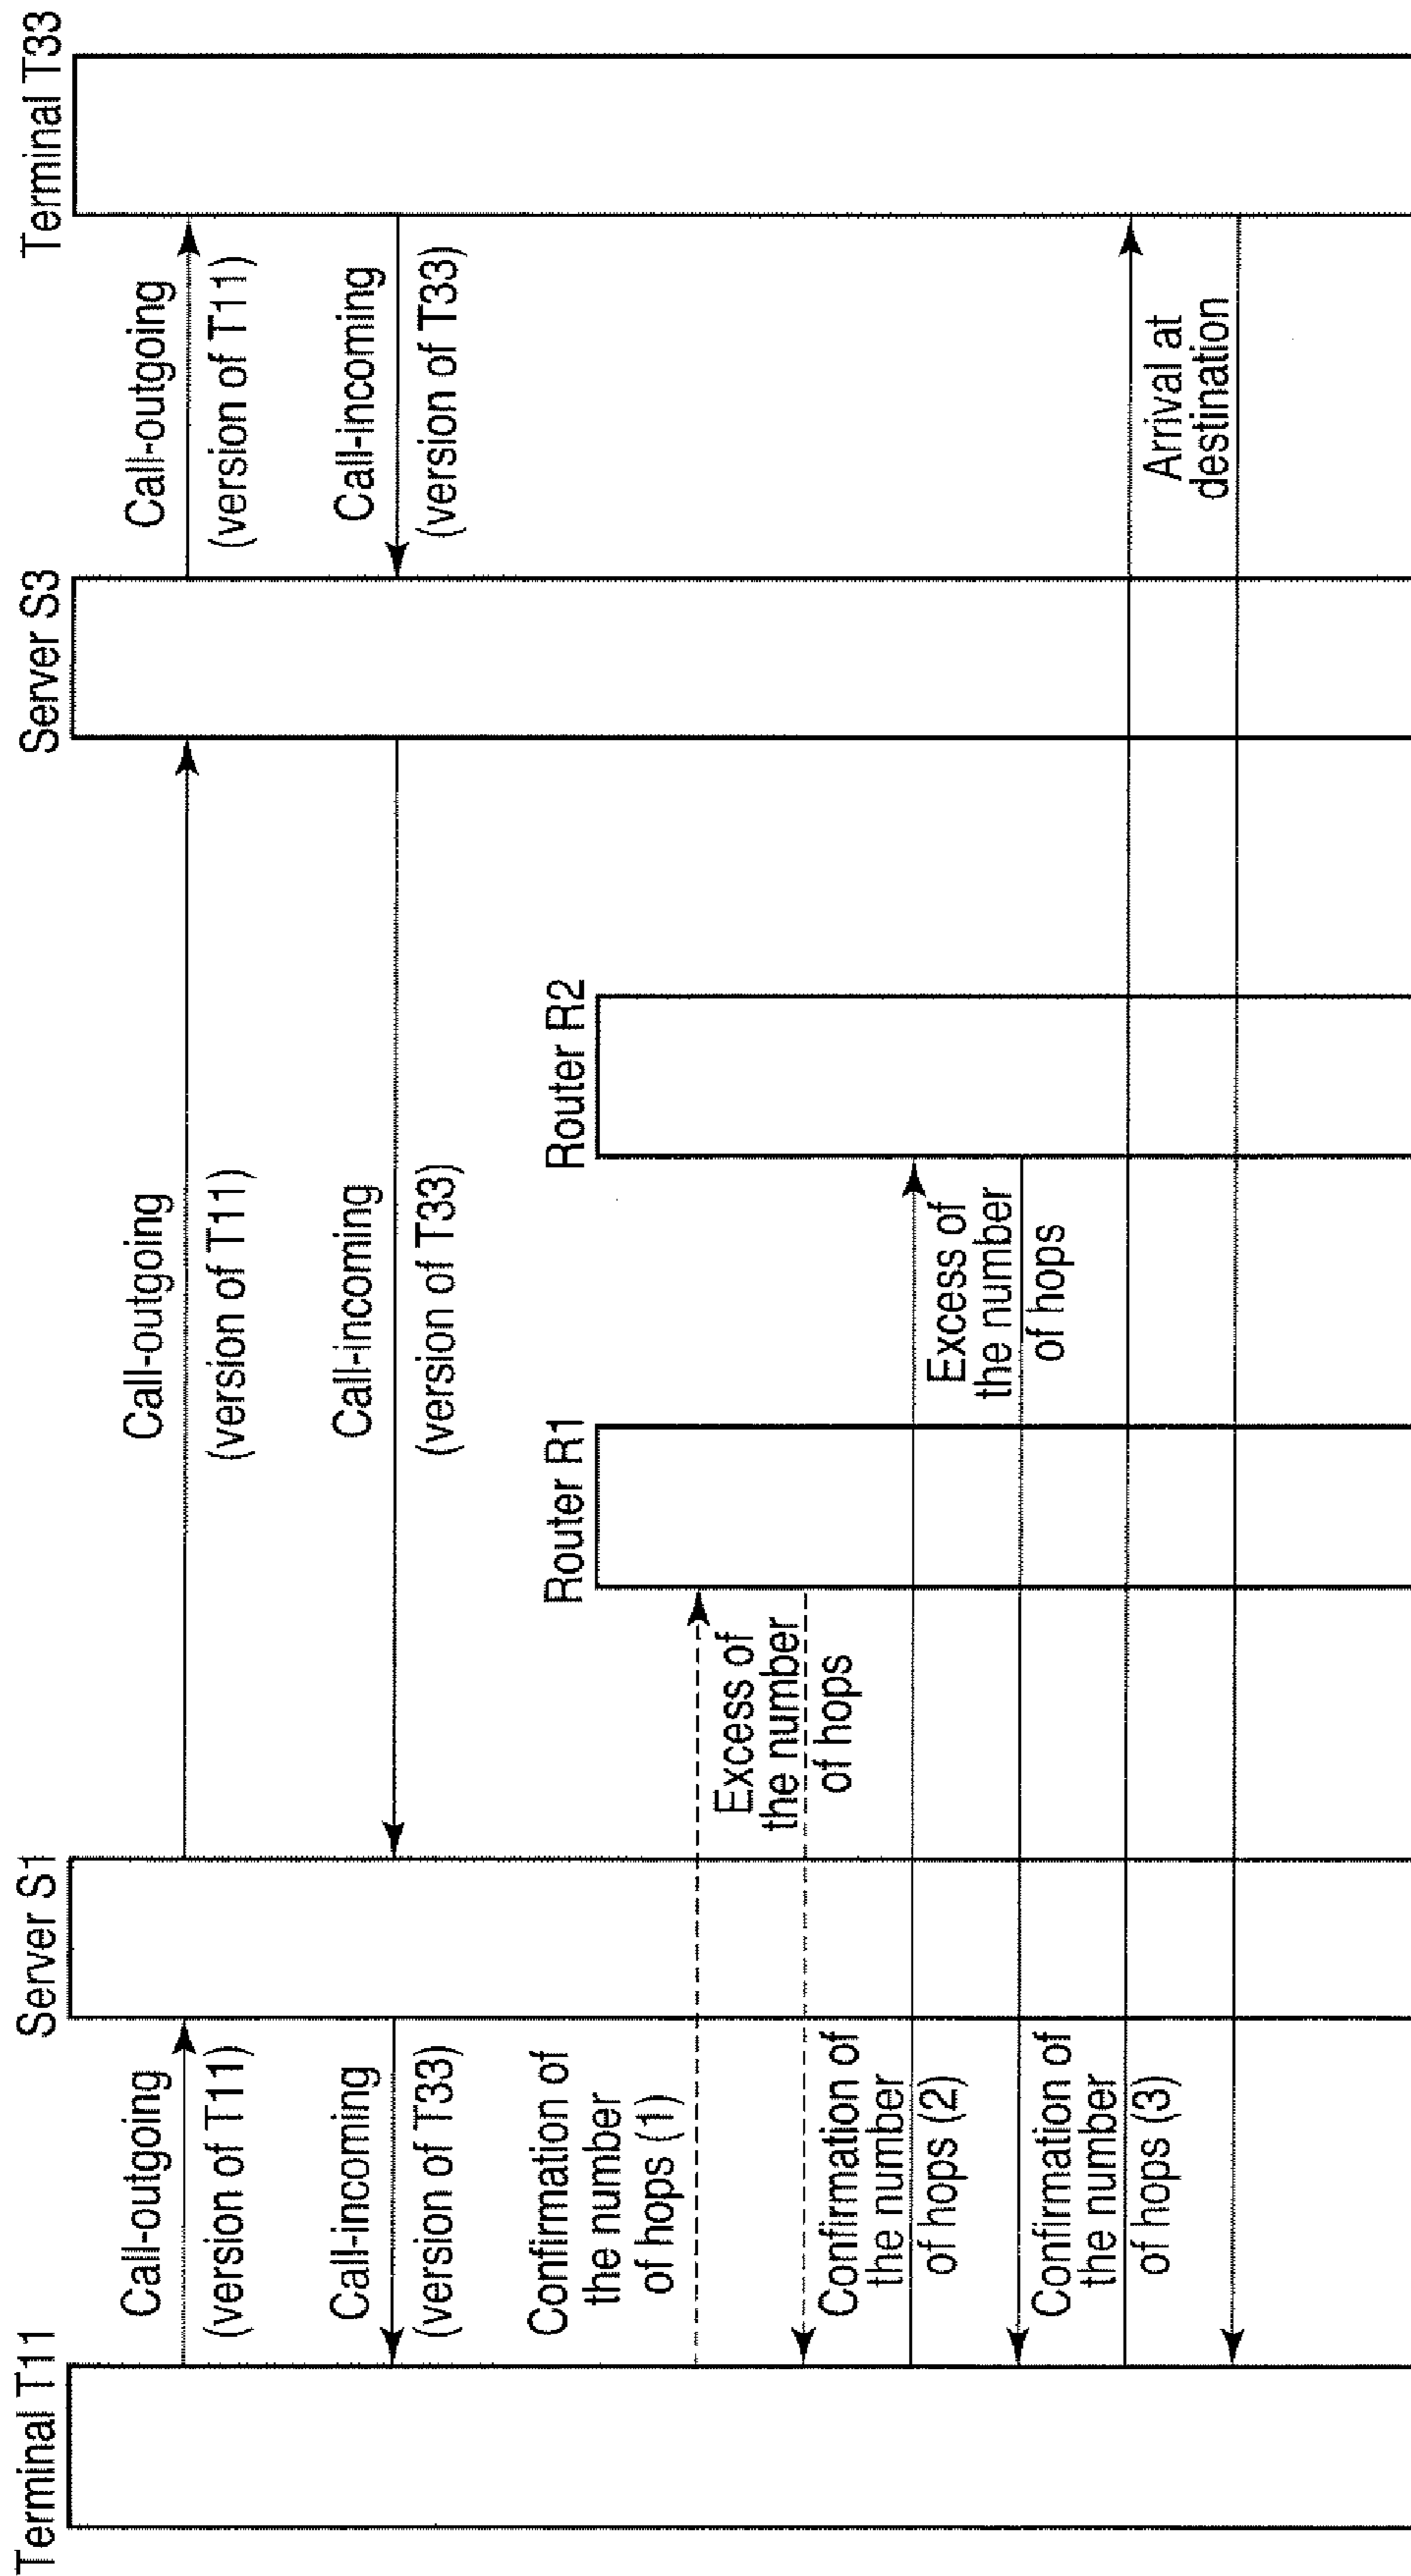 Terminal T11
Server S1
Server S3
Terminal T33
Call-outgoing
(version of T11)
Call-outgoing
(version of T11)
Call-outgoing
(version of T11)
Call-incoming
(version of T33)
Call-incoming
(version of T33)
Call-incoming
(version of T33)
Router R1
Router R2
Confirmation of
the number
of hops (1)
Excess of
the number
of hops
Confirmation of
the number
of hops (2)
Excess of
the number
of hops
Confirmation of
the number
of hops (3)
Arrival at
destination